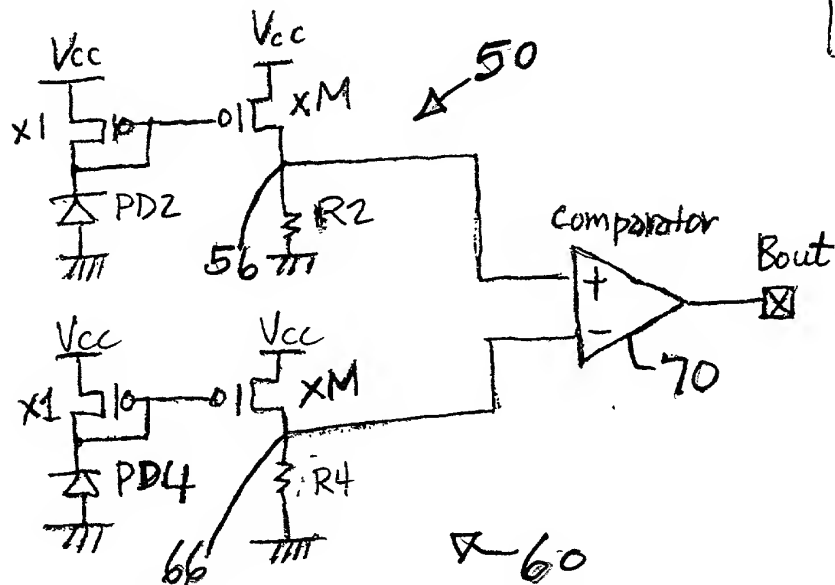 Vcc
Vcc
50
x1
xM
PD2
R2
56
comparator
Bout
+
-
70
Vcc
Vcc
x1
xM
PD4
R4
66
60